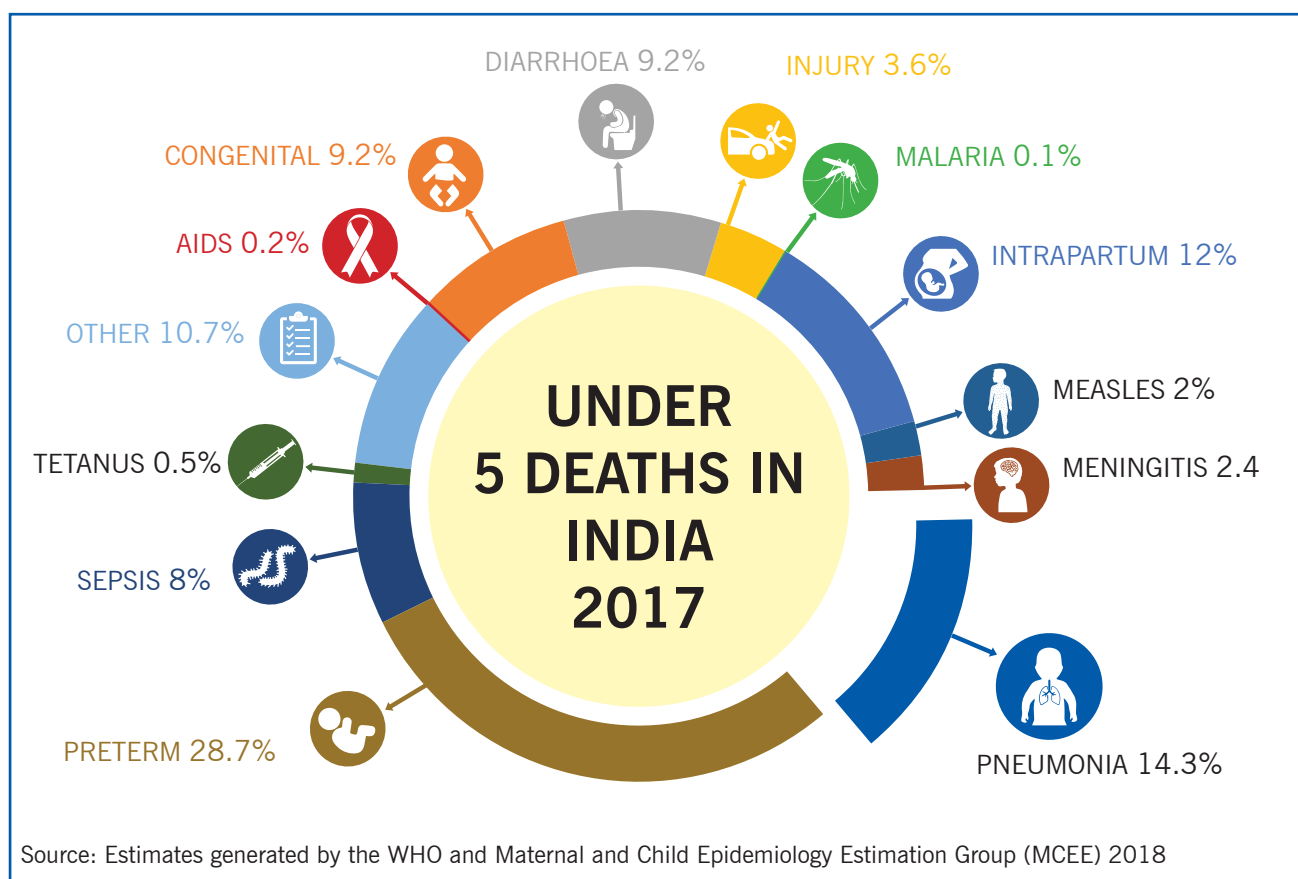 DIARRHOEA 9.2%
INJURY 3.6%
CONGENITAL 9.2%
MALARIA 0.1%
AIDS 0.2%
INTRAPARTUM 12%
OTHER 10.7%
MEASLES 2%
TETANUS 0.5%
MENINGITIS 2.4
UNDER
5 DEATHS IN
INDIA
2017
SEPSIS 8%
PRETERM 28.7%
PNEUMONIA 14.3%
Source: Estimates generated by the WHO and Maternal and Child Epidemiology Estimation Group (MCEE) 2018